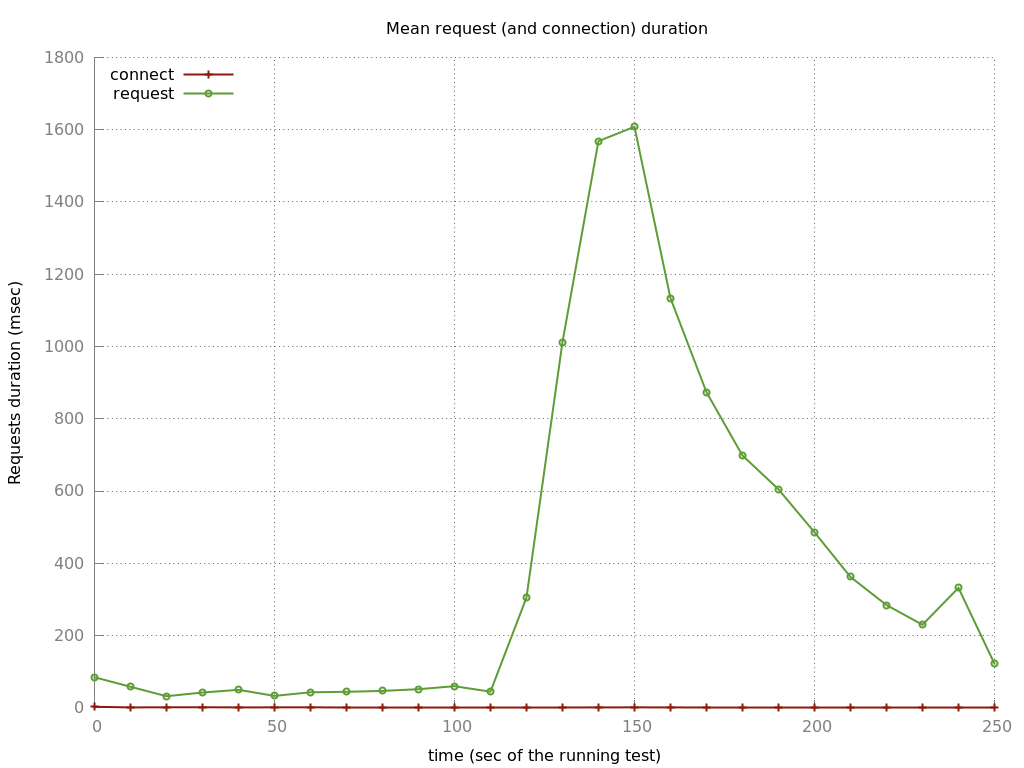 Mean request (and connection) duration
1800
1600
1400
1200
1000
800
600
400
200
0
connect
request
Requests duration (msec)
0 50 100 150 200 250
time (sec of the running test)